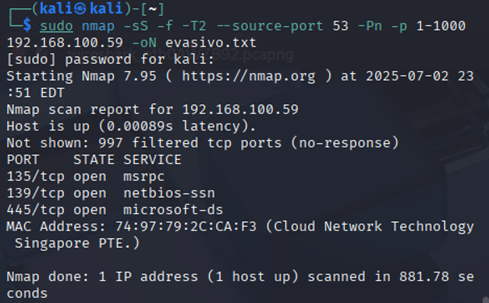 ┌──(kali㉿kali)-[~]
└─$ sudo nmap -sS -f -T2 --source-port 53 -Pn -p 1-1000
192.168.100.59 -oN evasivo.txt
[sudo] password for kali:
Starting Nmap 7.95 ( https://nmap.org ) at 2025-07-02 23
:51 EDT
Nmap scan report for 192.168.100.59
Host is up (0.00089s latency).
Not shown: 997 filtered tcp ports (no-response)
PORT    STATE SERVICE
135/tcp open  msrpc
139/tcp open  netbios-ssn
445/tcp open  microsoft-ds
MAC Address: 74:97:79:2C:CA:F3 (Cloud Network Technology
 Singapore PTE.)

Nmap done: 1 IP address (1 host up) scanned in 881.78 se
conds